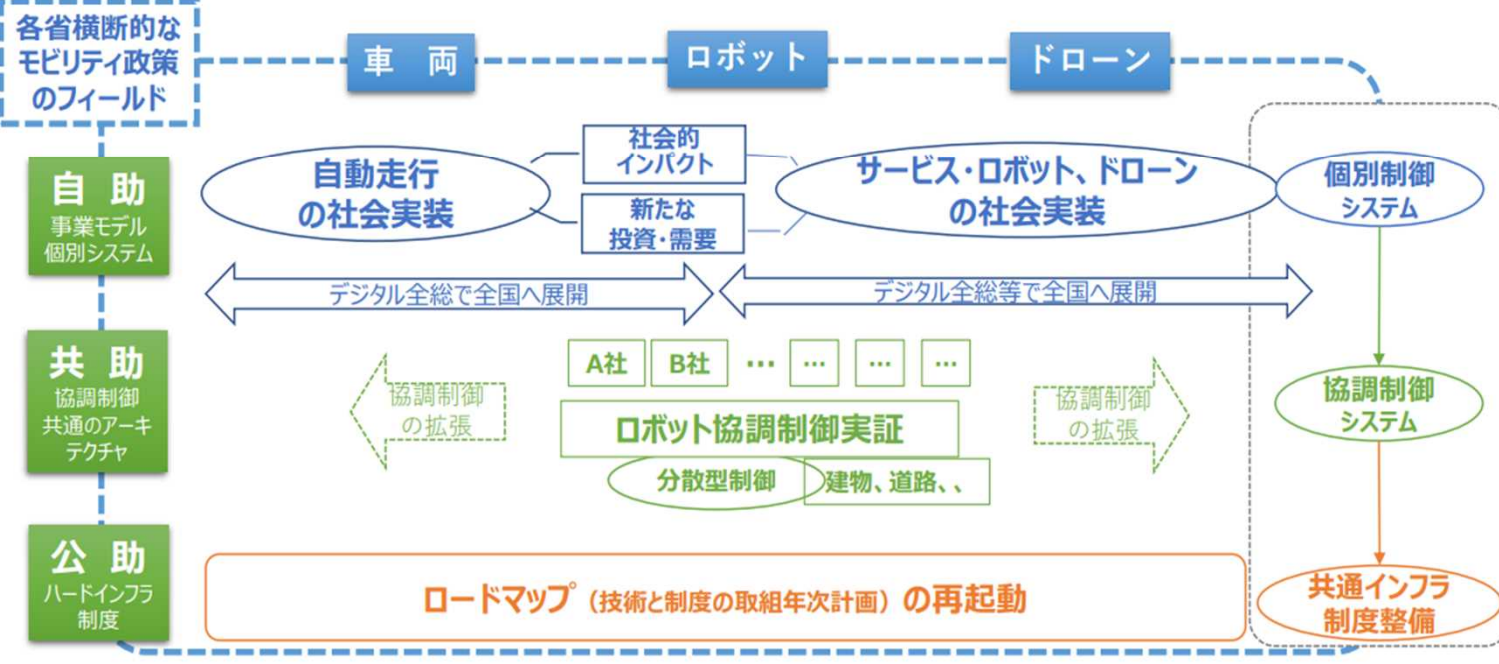 各省横断的な
モビリティ政策
のフィールド
車 両
ロボット
ドローン
自 助
事業モデル
個別システム
自動走行
の社会実装
社会的
インパクト
新たな
投資・需要
サービス・ロボット、ドローン
の社会実装
個別制御
システム
デジタル全総で全国へ展開
デジタル全総等で全国へ展開
共 助
協調制御
共通のアーキ
テクチャ
協調制御
の拡張
A社
B社
…
…
…
…
ロボット協調制御実証
分散型制御
建物、道路、、
協調制御
の拡張
協調制御
システム
公 助
ハードインフラ
制度
ロードマップ（技術と制度の取組年次計画）の再起動
共通インフラ
制度整備